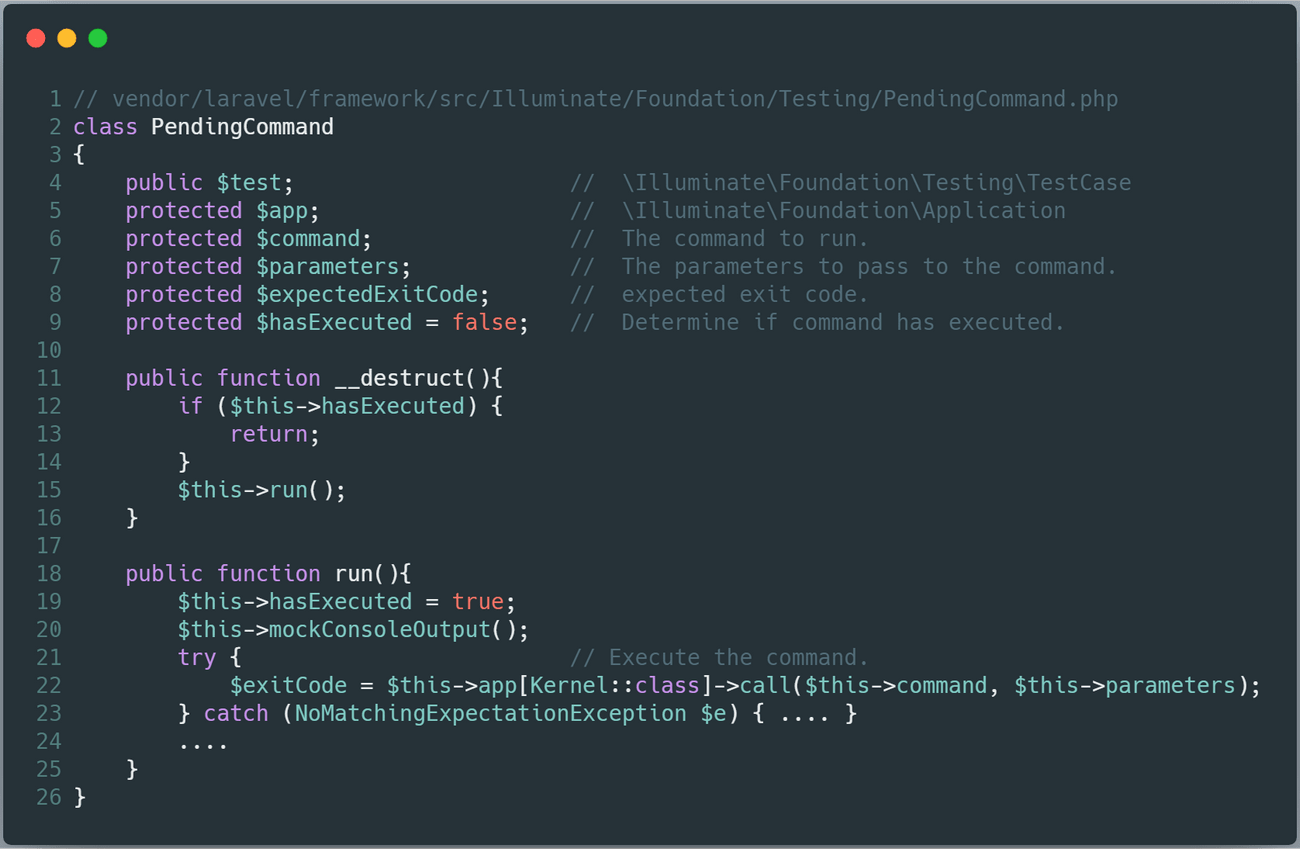 1 // vendor/laravel/framework/src/Illuminate/Foundation/Testing/PendingCommand.php
2 class PendingCommand
3 {
4     public $test;                     //  \Illuminate\Foundation\Testing\TestCase
5     protected $app;                   //  \Illuminate\Foundation\Application
6     protected $command;               //  The command to run.
7     protected $parameters;            //  The parameters to pass to the command.
8     protected $expectedExitCode;      //  expected exit code.
9     protected $hasExecuted = false;   //  Determine if command has executed.
10
11     public function __destruct(){
12         if ($this->hasExecuted) {
13             return;
14         }
15         $this->run();
16     }
17
18     public function run(){
19         $this->hasExecuted = true;
20         $this->mockConsoleOutput();
21         try {                         // Execute the command.
22             $exitCode = $this->app[Kernel::class]->call($this->command, $this->parameters);
23         } catch (NoMatchingExpectationException $e) { .... }
24         ....
25     }
26 }